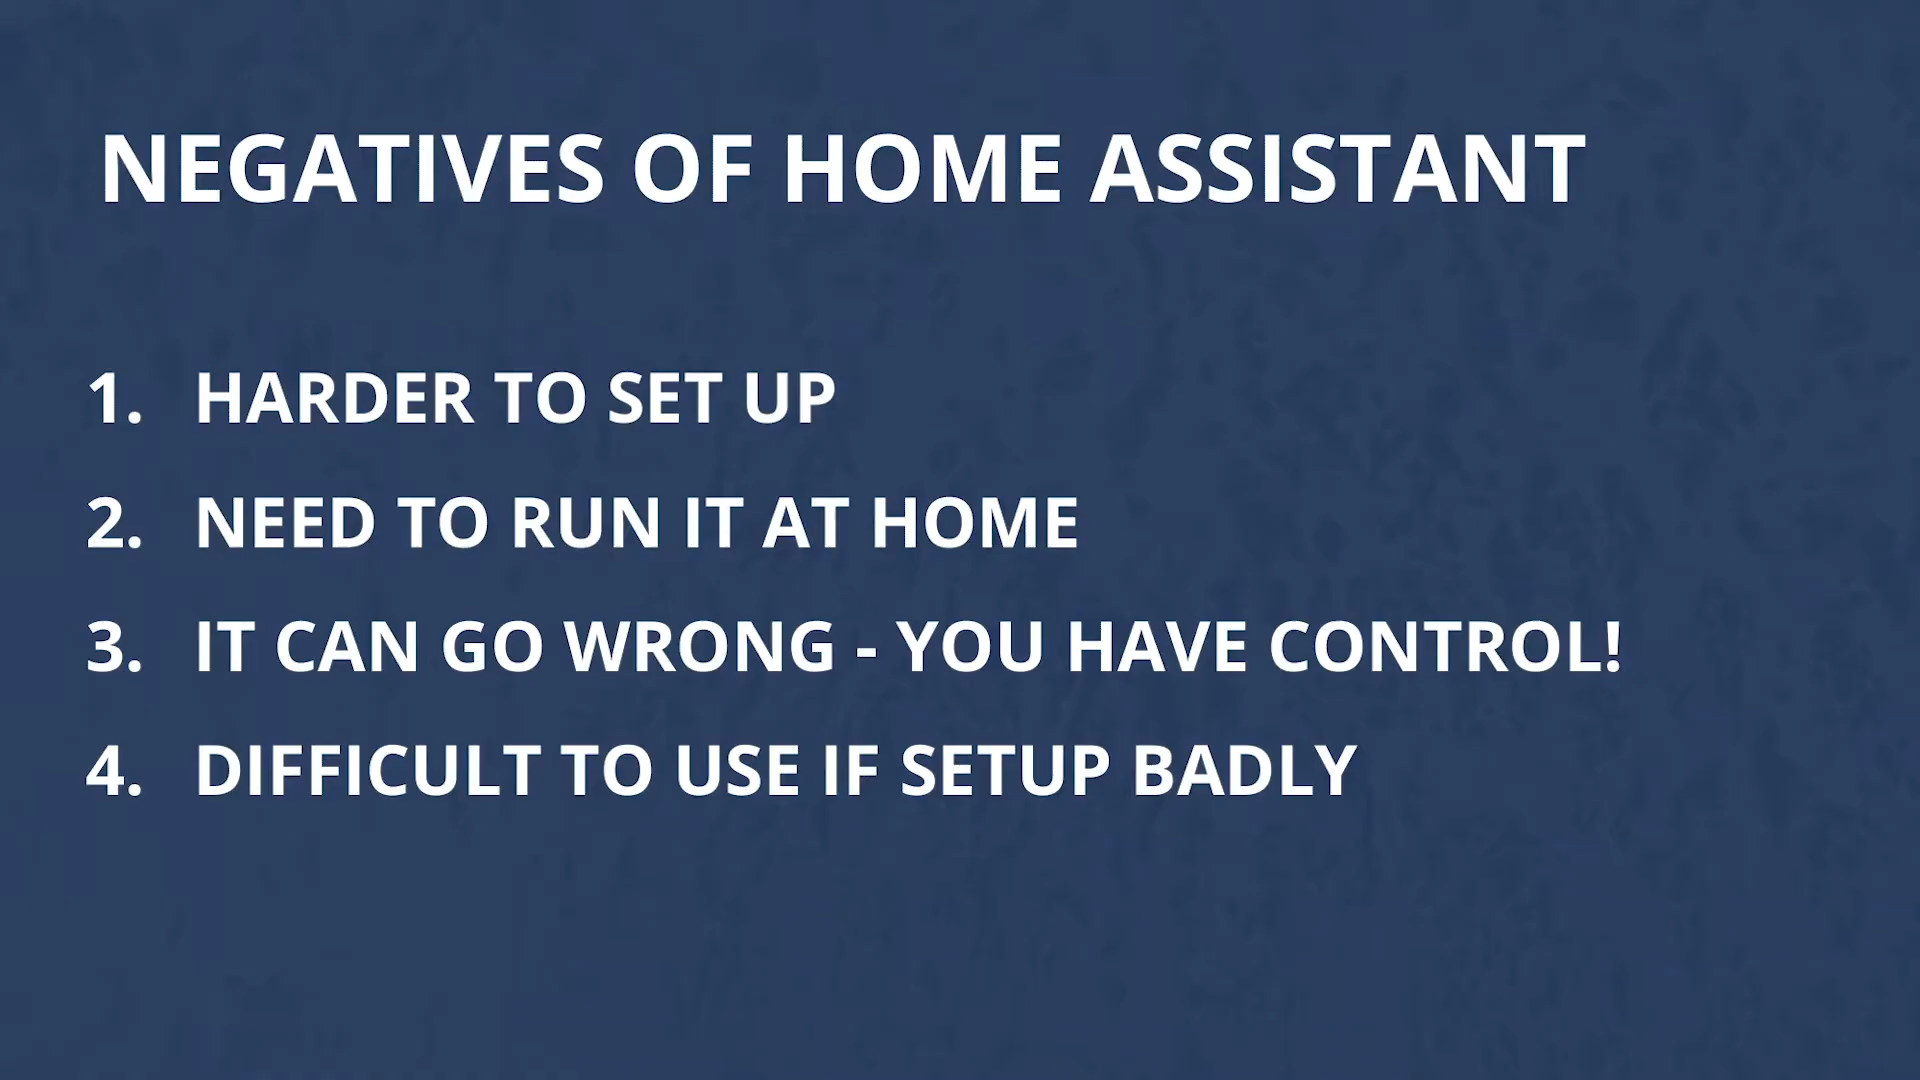 NEGATIVES OF HOME ASSISTANT
1. HARDER TO SET UP
2. NEED TO RUN IT AT HOME
3. IT CAN GO WRONG - YOU HAVE CONTROL!
4. DIFFICULT TO USE IF SETUP BADLY